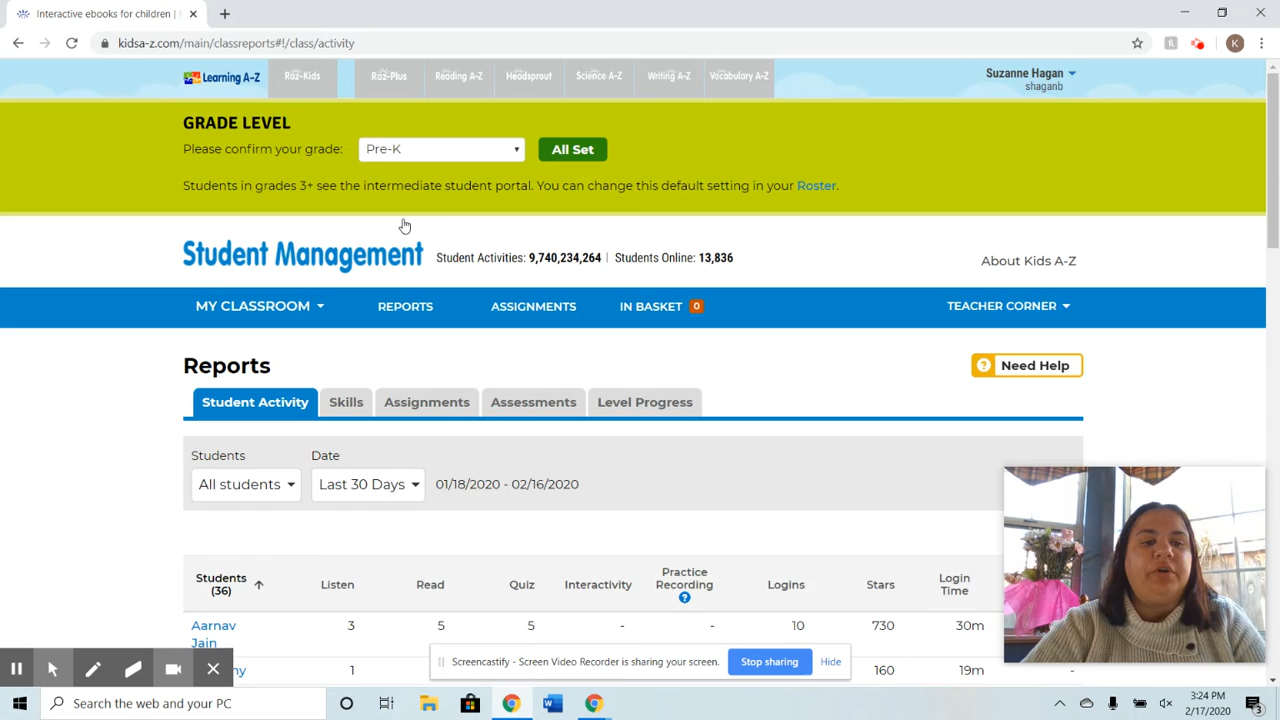 Interactive ebooks for children |
kidsa-z.com/main/classreports#!/class/activity
K
Learning A-Z
Raz-Kids
Raz-Plus
Reading A-Z
Headsprout
Science A-Z
Writing A-Z
Vocabulary A-Z
Suzanne Hagan
shaganb
GRADE LEVEL
Please confirm your grade: Pre-K All Set
Students in grades 3+ see the intermediate student portal. You can change this default setting in your Roster.
Student Management Student Activities: 9,740,234,264 | Students Online: 13,836
About Kids A-Z
MY CLASSROOM REPORTS ASSIGNMENTS IN BASKET 0 TEACHER CORNER
Reports
? Need Help
Student Activity Skills Assignments Assessments Level Progress
Students Date
All students Last 30 Days 01/18/2020 - 02/16/2020
Students (36) Listen Read Quiz Interactivity Practice Recording ? Logins Stars Login Time
Aarnav Jain 3 5 5 - - 10 730 30m
1 160 19m -
Screencastify - Screen Video Recorder is sharing your screen. Stop sharing Hide
Search the web and your PC
3:24 PM
2/17/2020
3